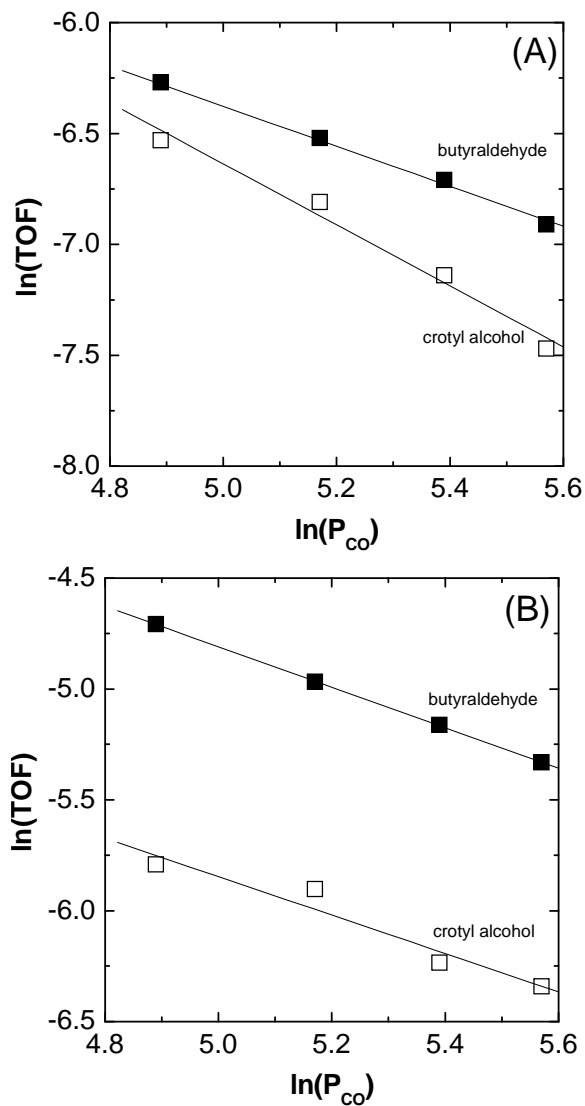 (A)
-6.0
-6.5
-7.0
-7.5
-8.0
ln(TOF)
butyraldehyde
crotyl alcohol
4.8 5.0 5.2 5.4 5.6
ln(P_CO)
(B)
-4.5
-5.0
-5.5
-6.0
-6.5
ln(TOF)
butyraldehyde
crotyl alcohol
4.8 5.0 5.2 5.4 5.6
ln(P_CO)